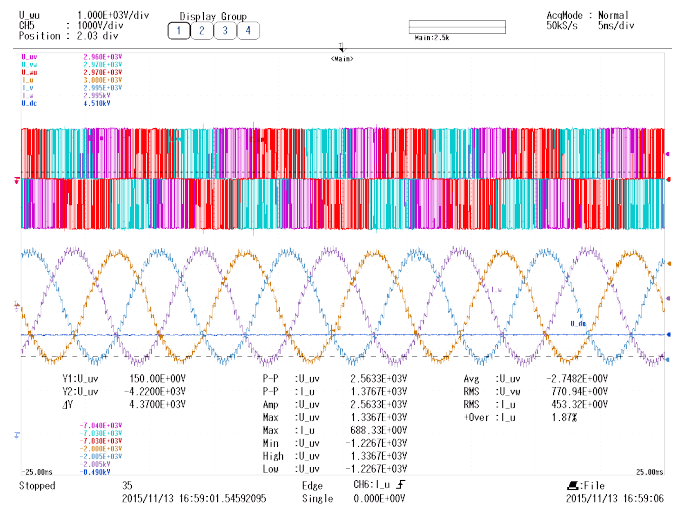 U_wu 1.000E+03V/div Display Group AcqMode : Normal
CH5 : 1000V/div 1 2 3 4 50kS/s 5ms/div
Position : 2.03 div Main:2.5k
<Main>
U_uv 2.960E+03V
U_vw 2.970E+03V
U_wu 2.970E+03V
I_u 3.000E+03V
I_v 2.995E+03V
I_w 2.995kV
U_dc 4.510kV
U_dc
Y1:U_uv 150.00E+00V P-P :U_uv 2.5633E+03V Avg :U_uv -2.7482E+00V
Y2:U_uv -4.2200E+03V P-P :I_u 1.3767E+03V RMS :U_vw 770.94E+00V
⊿Y 4.3700E+03V Amp :U_uv 2.5633E+03V RMS :I_u 453.32E+00V
Max :U_uv 1.3367E+03V +Over :I_u 1.87%
Max :I_u 688.33E+00V
Min :U_uv -1.2267E+03V
High :U_uv 1.3367E+03V
Low :U_uv -1.2267E+03V
-7.040E+03V
-7.030E+03V
-7.030E+03V
-2.000E+03V
-2.005E+03V
-2.005kV
-0.490kV
-25.00ms 25.00ms
Stopped 35 Edge CH6:I_u :File
2015/11/13 16:59:01.54592095 Single 0.000E+00V 2015/11/13 16:59:06